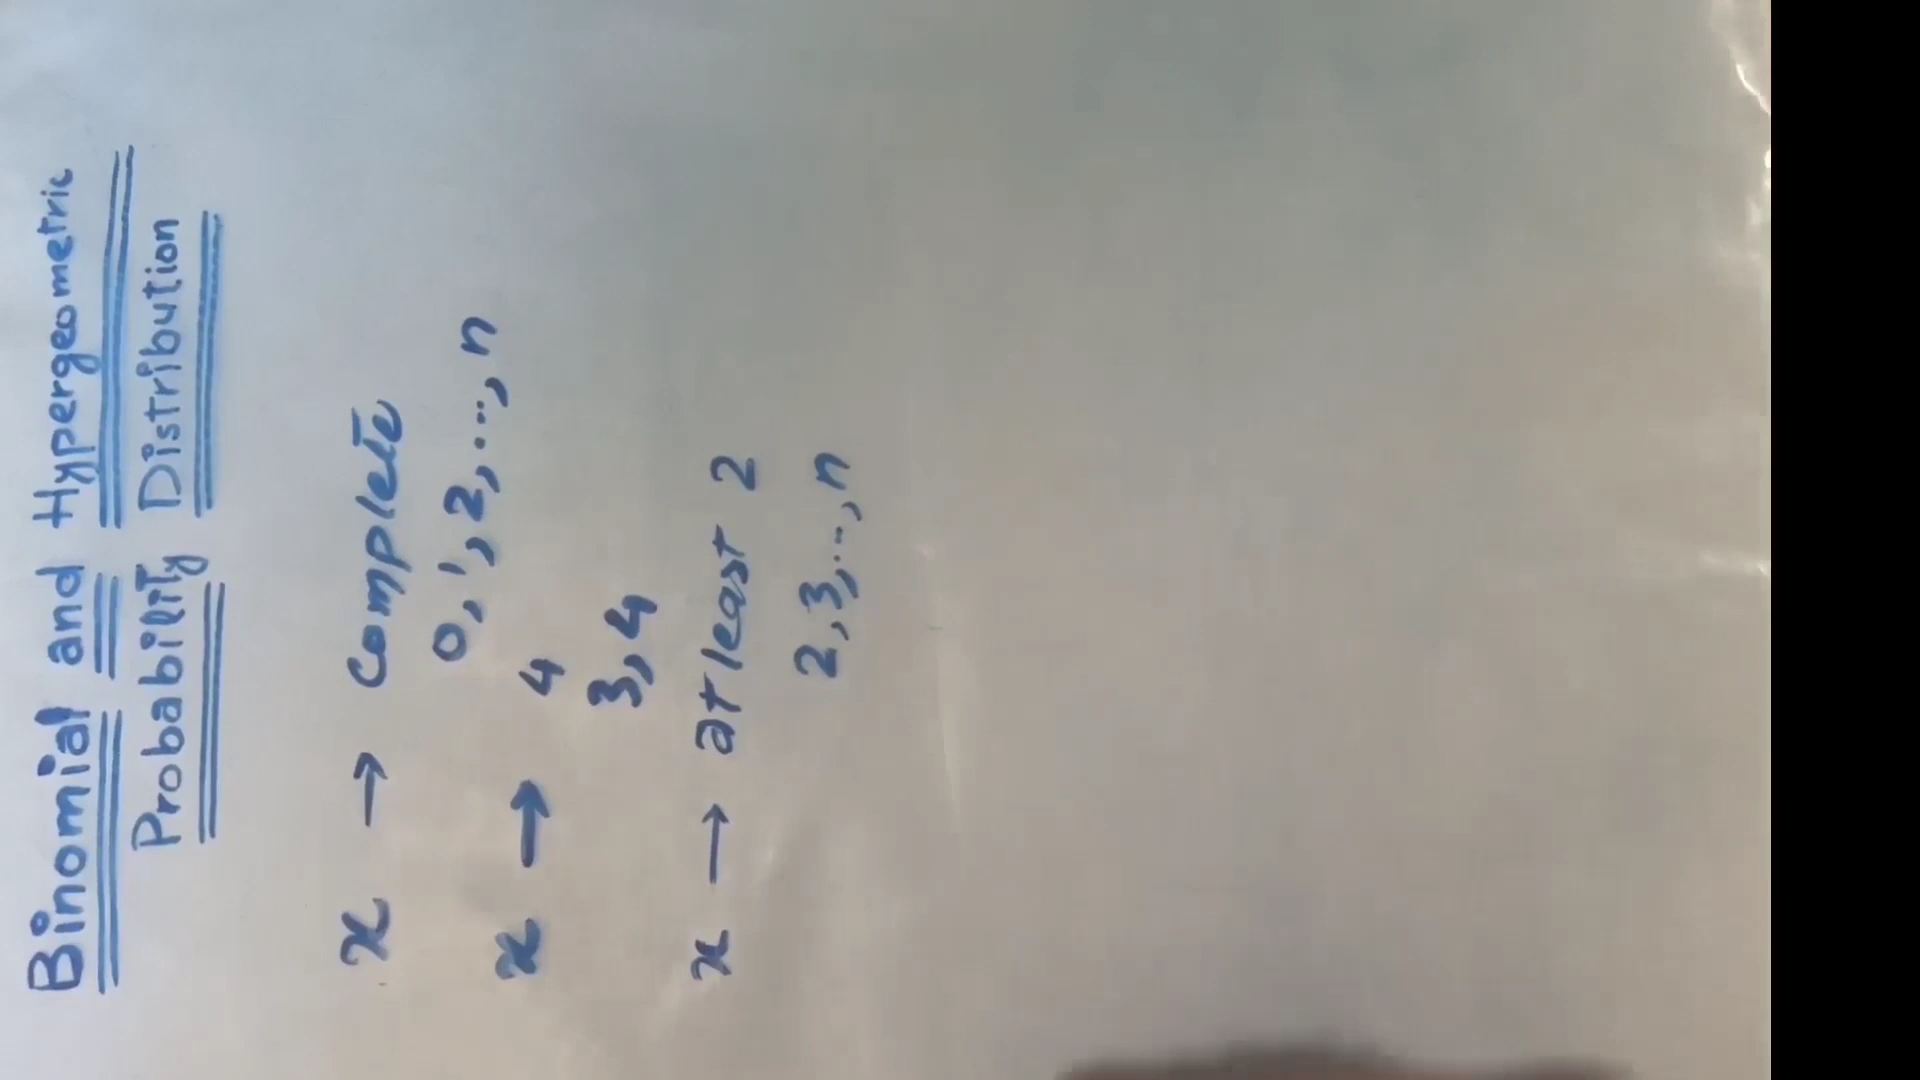 Binomial and Hypergeometric
Probability Distribution
x → Complete
0, 1, 2, ..., n
x → 4
3, 4
x → at least 2
2, 3, ..., n